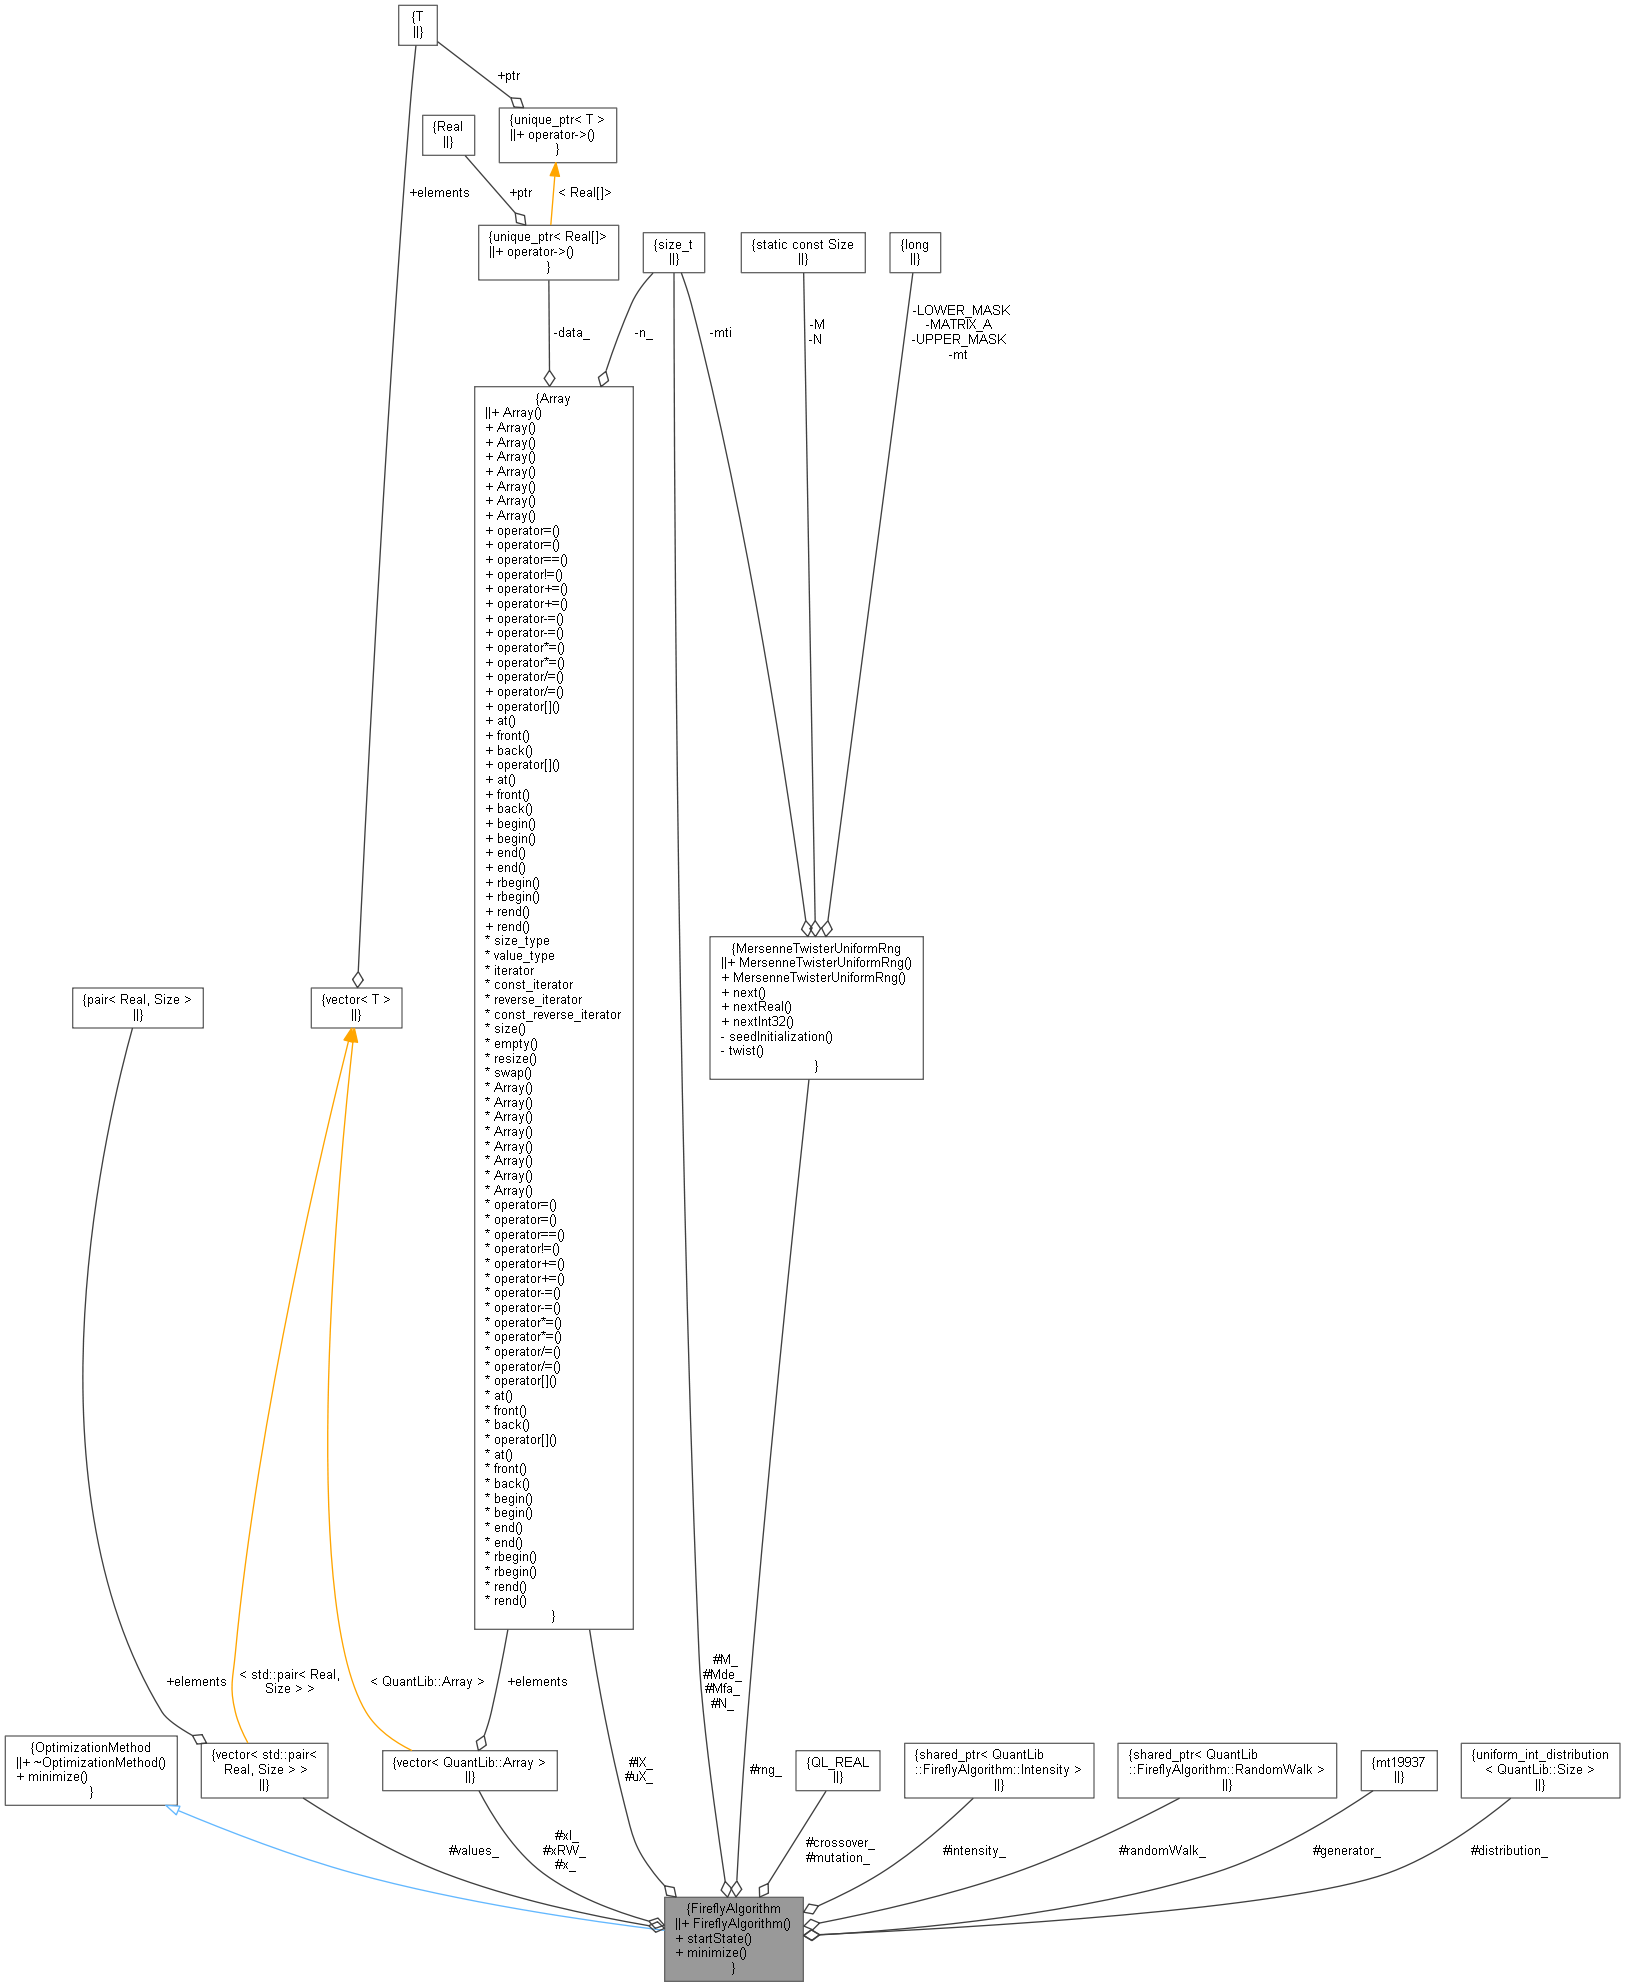 {T
||}
+ptr
{unique_ptr< T >
||+ operator->()
}
{Real
||}
+elements
+ptr
< Real[]>
{unique_ptr< Real[]>
||+ operator->()
}
{size_t
||}
{static const Size
||}
{long
||}
-data_
-n_
-mti
-M
-N
-LOWER_MASK
-MATRIX_A
-UPPER_MASK
-mt
{Array
||+ Array()
+ Array()
+ Array()
+ Array()
+ Array()
+ Array()
+ Array()
+ Array()
+ operator=()
+ operator=()
+ operator==()
+ operator!=()
+ operator+=()
+ operator+=()
+ operator-=()
+ operator-=()
+ operator*=()
+ operator*=()
+ operator/=()
+ operator/=()
+ operator[]()
+ at()
+ front()
+ back()
+ operator[]()
+ at()
+ front()
+ back()
+ begin()
+ begin()
+ end()
+ end()
+ rbegin()
+ rbegin()
+ rend()
+ rend()
* size_type
* value_type
* iterator
* const_iterator
* reverse_iterator
* const_reverse_iterator
* size()
* empty()
* resize()
* swap()
* Array()
* Array()
* Array()
* Array()
* Array()
* Array()
* Array()
* Array()
* operator=()
* operator=()
* operator==()
* operator!=()
* operator+=()
* operator+=()
* operator-=()
* operator-=()
* operator*=()
* operator*=()
* operator/=()
* operator/=()
* operator[]()
* at()
* front()
* back()
* operator[]()
* at()
* front()
* back()
* begin()
* begin()
* end()
* end()
* rbegin()
* rbegin()
* rend()
* rend()
}
{MersenneTwisterUniformRng
||+ MersenneTwisterUniformRng()
+ MersenneTwisterUniformRng()
+ next()
+ nextReal()
+ nextInt32()
- seedInitialization()
- twist()
}
{pair< Real, Size >
||}
{vector< T >
||}
+elements
< std::pair< Real,
Size > >
< QuantLib::Array >
+elements
#M_
#Mde_
#Mfa_
#N_
{OptimizationMethod
||+ ~OptimizationMethod()
+ minimize()
}
{vector< std::pair<
Real, Size > >
||}
{vector< QuantLib::Array >
||}
#lX_
#uX_
#rng_
{QL_REAL
||}
{shared_ptr< QuantLib
::FireflyAlgorithm::Intensity >
||}
{shared_ptr< QuantLib
::FireflyAlgorithm::RandomWalk >
||}
{mt19937
||}
{uniform_int_distribution
< QuantLib::Size >
||}
#values_
#xI_
#xRW_
#x_
#crossover_
#mutation_
#intensity_
#randomWalk_
#generator_
#distribution_
{FireflyAlgorithm
||+ FireflyAlgorithm()
+ startState()
+ minimize()
}